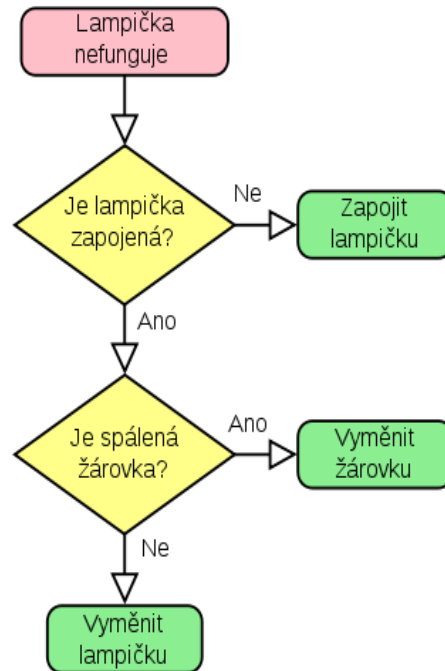 Lampička
nefunguje
Je lampička
zapojená?
Ne
Zapojit
lampičku
Ano
Je spálená
žárovka?
Ano
Vyměnit
žárovku
Ne
Vyměnit
lampičku